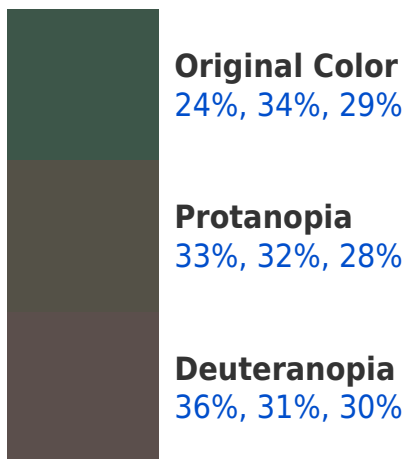 Original Color
24%, 34%, 29%
Protanopia
33%, 32%, 28%
Deuteranopia
36%, 31%, 30%